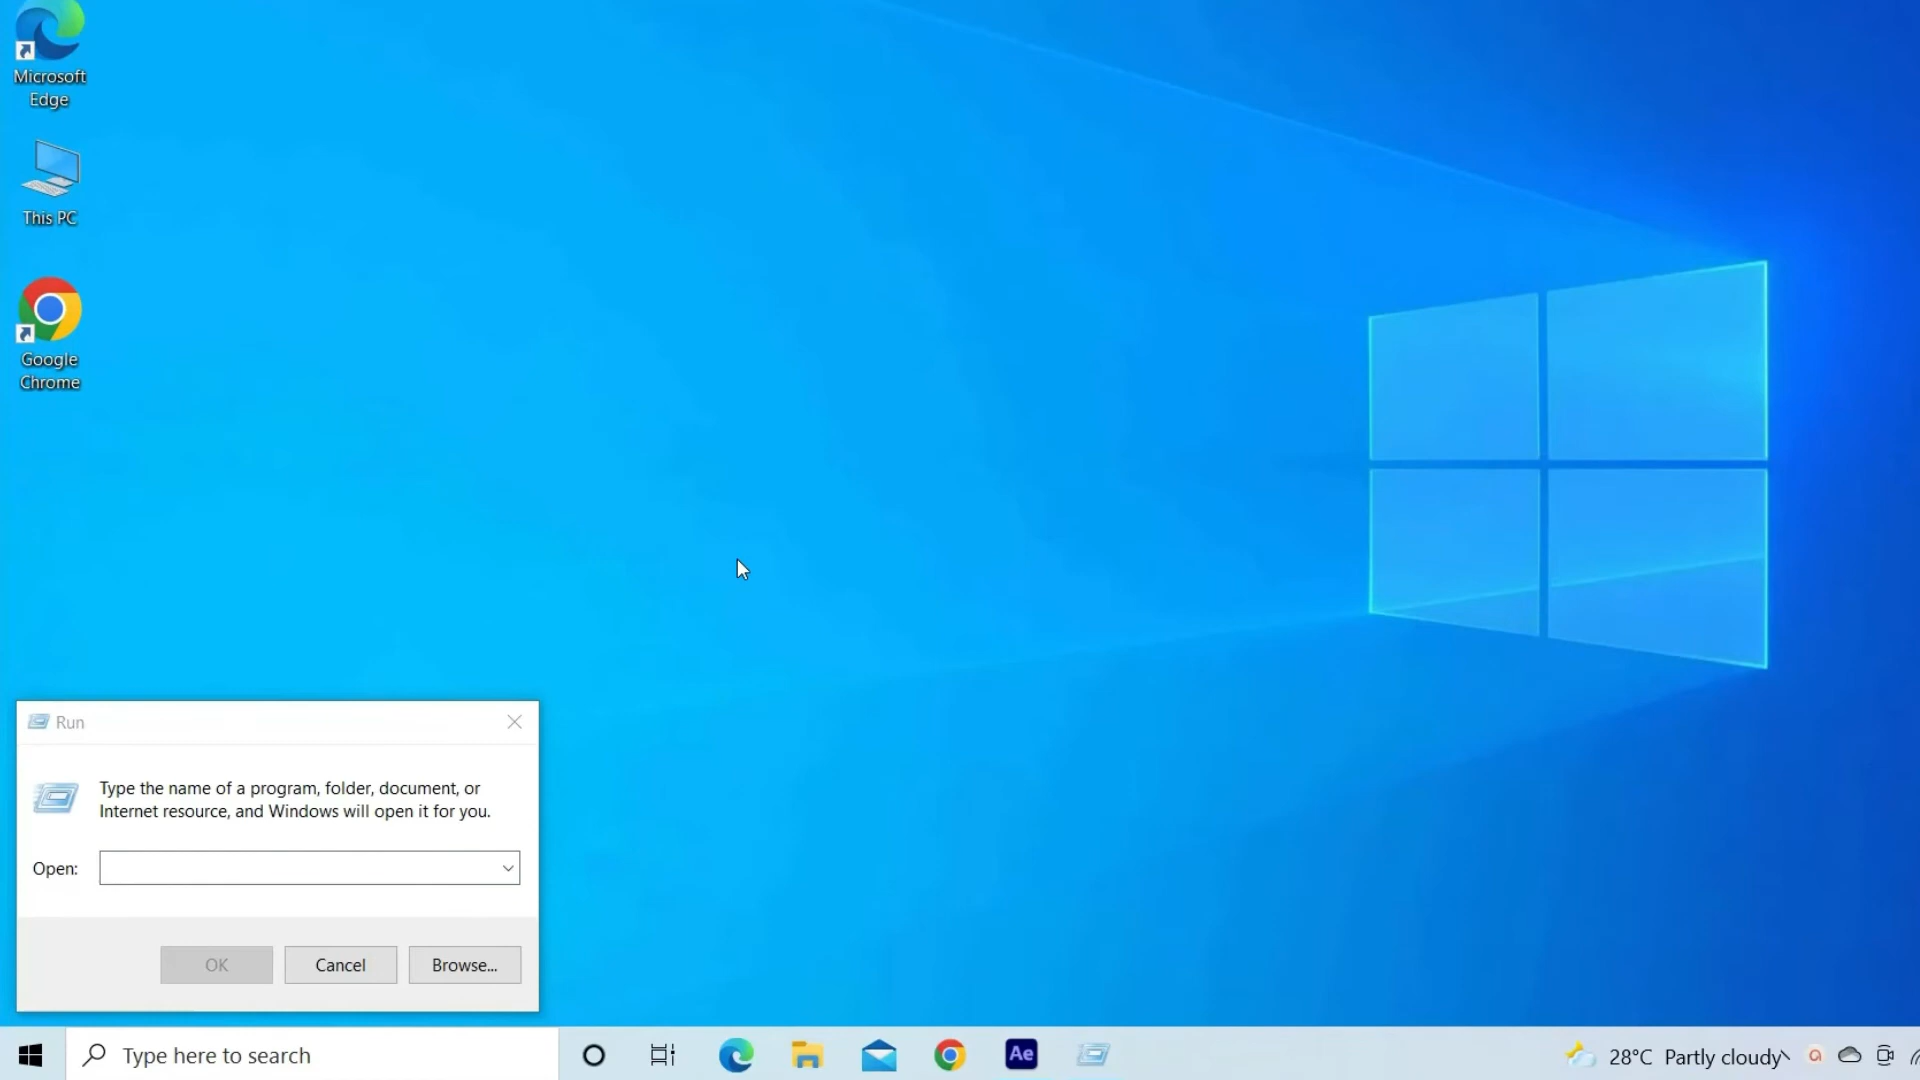 Microsoft
Edge
This PC
Google
Chrome
Run
Type the name of a program, folder, document, or
Internet resource, and Windows will open it for you.
Open:
OK
Cancel
Browse...
Type here to search
Ae
28°C Partly cloudy